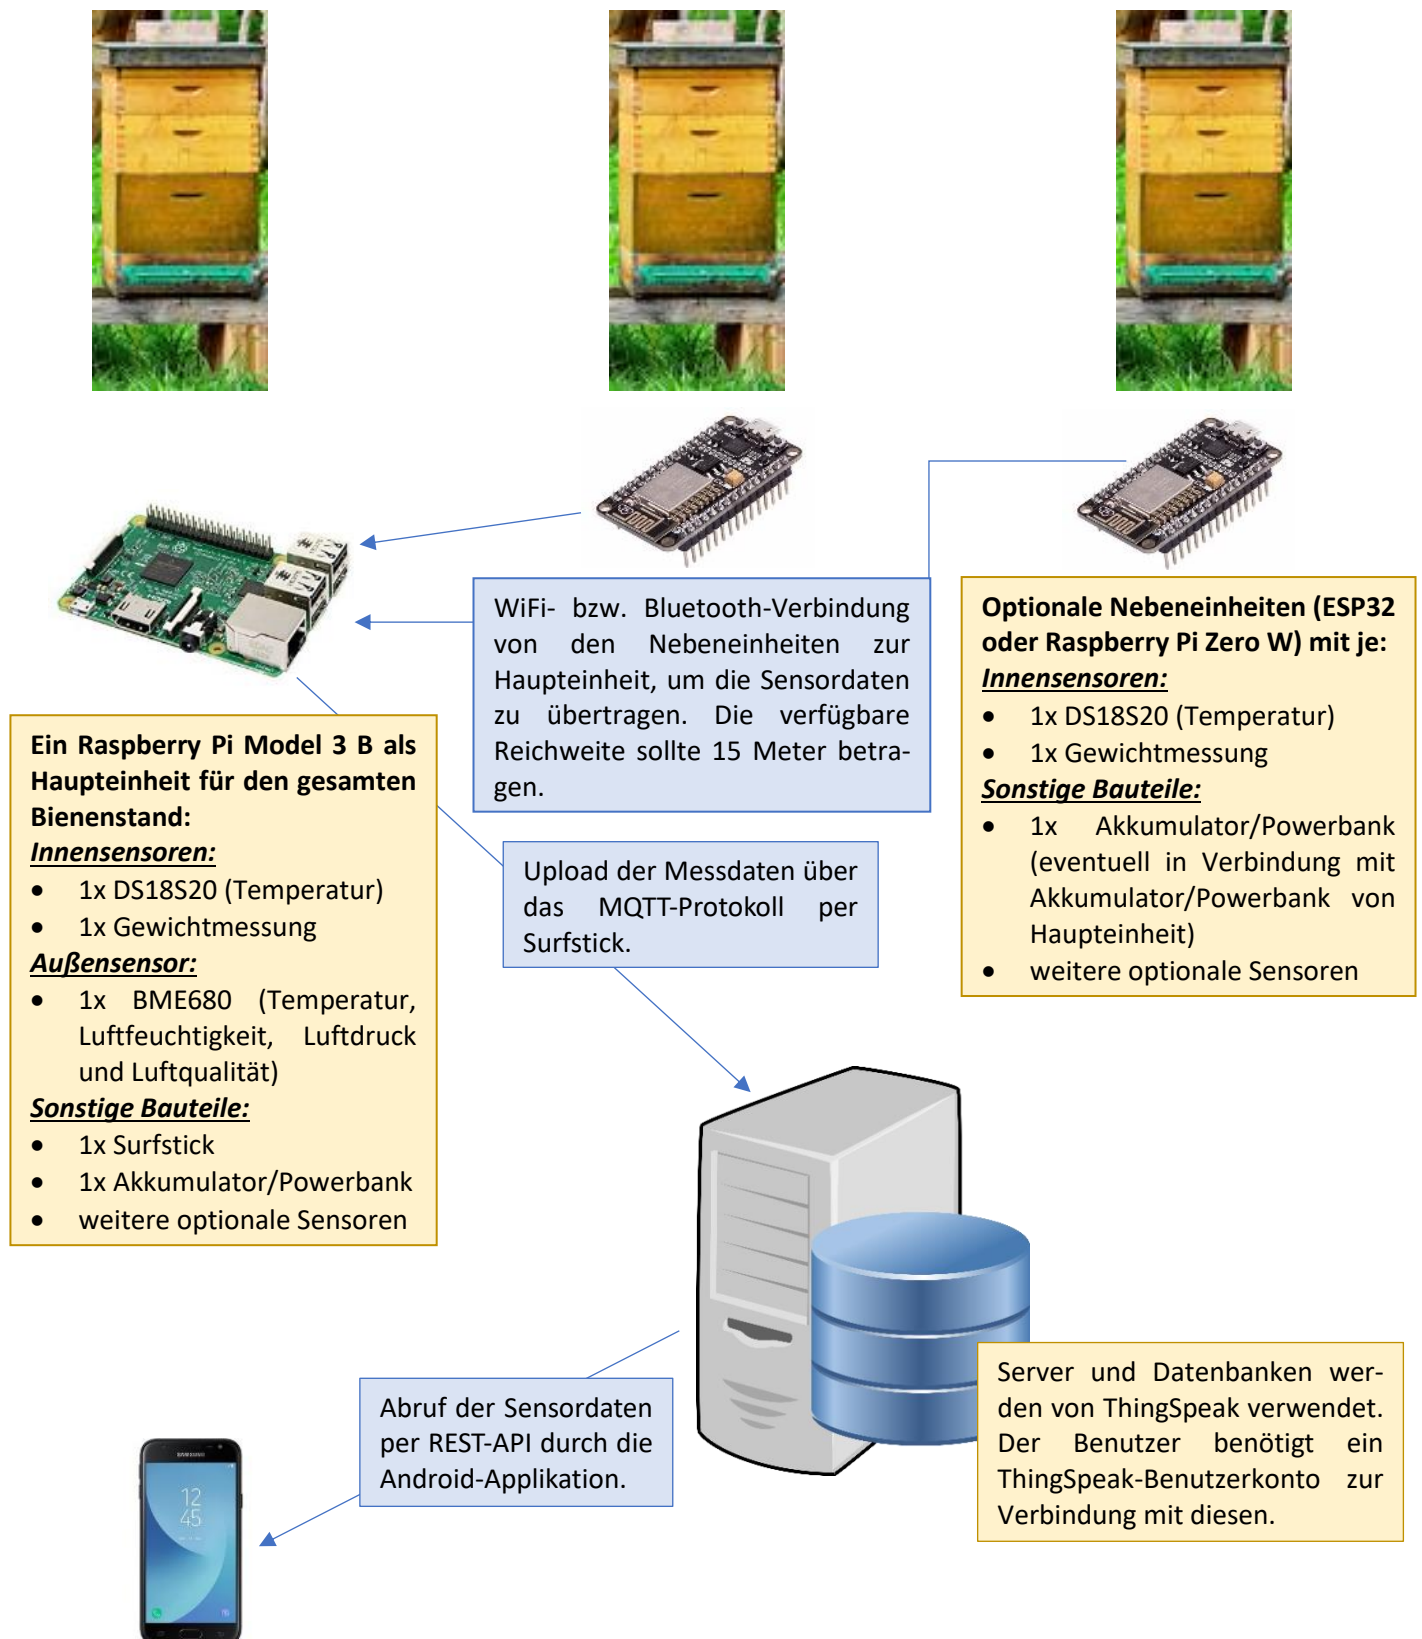 WiFi- bzw. Bluetooth-Verbindung
von den Nebeneinheiten zur
Haupteinheit, um die Sensordaten
zu übertragen. Die verfügbare
Reichweite sollte 15 Meter betra-
gen.
Optionale Nebeneinheiten (ESP32
oder Raspberry Pi Zero W) mit je:
Innensensoren:
• 1x DS18S20 (Temperatur)
• 1x Gewichtmessung
Sonstige Bauteile:
• 1x Akkumulator/Powerbank
(eventuell in Verbindung mit
Akkumulator/Powerbank von
Haupteinheit)
• weitere optionale Sensoren
Ein Raspberry Pi Model 3 B als
Haupteinheit für den gesamten
Bienenstand:
Innensensoren:
• 1x DS18S20 (Temperatur)
• 1x Gewichtmessung
Außensensor:
• 1x BME680 (Temperatur,
Luftfeuchtigkeit, Luftdruck
und Luftqualität)
Sonstige Bauteile:
• 1x Surfstick
• 1x Akkumulator/Powerbank
• weitere optionale Sensoren
Upload der Messdaten über
das MQTT-Protokoll per
Surfstick.
Server und Datenbanken wer-
den von ThingSpeak verwendet.
Der Benutzer benötigt ein
ThingSpeak-Benutzerkonto zur
Verbindung mit diesen.
Abruf der Sensordaten
per REST-API durch die
Android-Applikation.
SAMSUNG
12
45